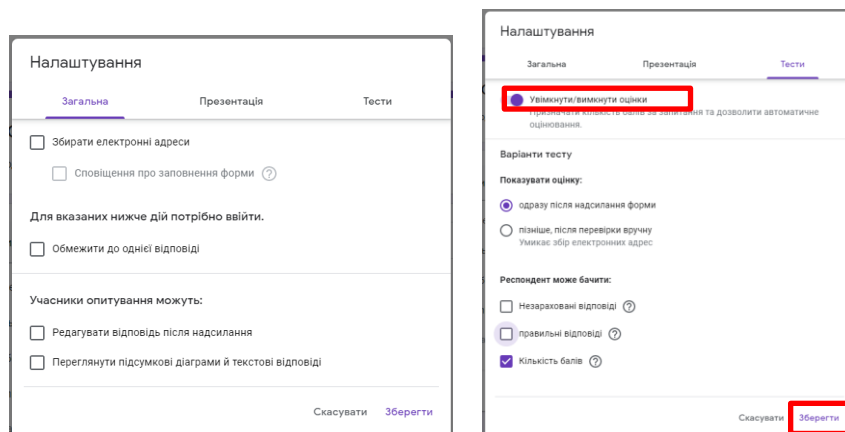 Налаштування
Загальна Презентація Тести
Збирати електронні адреси
Сповіщення про заповнення форми ?
Для вказаних нижче дій потрібно ввійти.
Обмежити до однієї відповіді
Учасники опитування можуть:
Редагувати відповідь після надсилання
Переглянути підсумкові діаграми й текстові відповіді
Скасувати Зберегти
Налаштування
Загальна Презентація Тести
Увімкнути/вимкнути оцінки
Призначати кількість балів за запитання та дозволити автоматичне
оцінювання.
Варіанти тесту
Показувати оцінку:
одразу після надсилання форми
пізніше, після перевірки вручну
Умикає збір електронних адрес
Респондент може бачити:
Незараховані відповіді ?
правильні відповіді ?
Кількість балів ?
Скасувати Зберегти